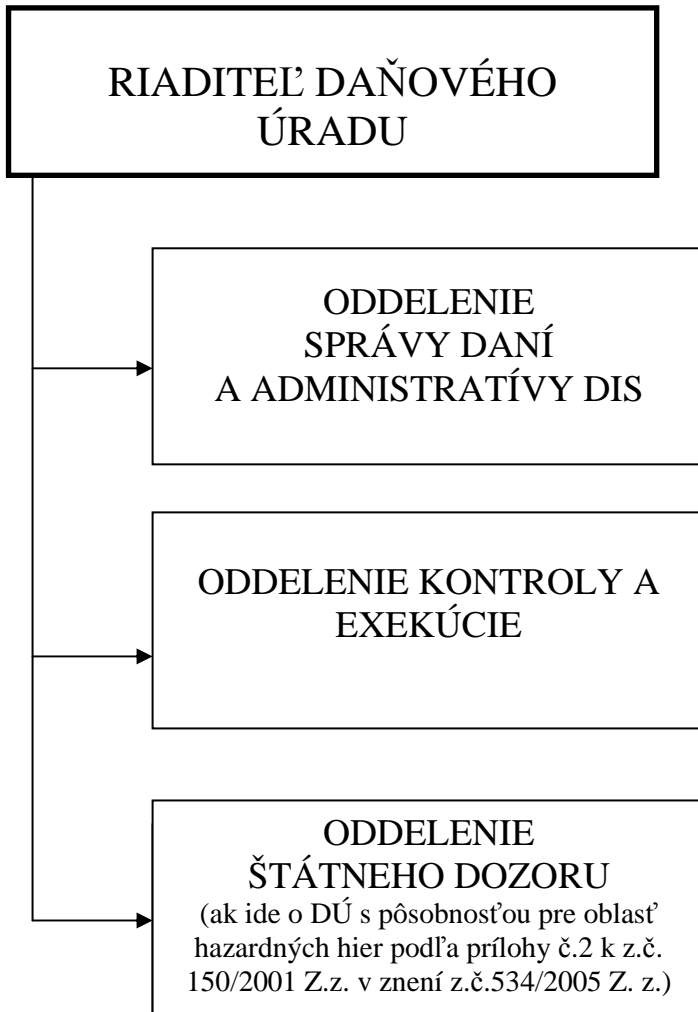 RIADITEĽ DAŇOVÉHO
ÚRADU
ODDELENIE
SPRÁVY DANÍ
A ADMINISTRATÍVY DIS
ODDELENIE KONTROLY A
EXEKÚCIE
ODDELENIE
ŠTÁTNEHO DOZORU
(ak ide o DÚ s pôsobnosťou pre oblasť
hazardných hier podľa prílohy č.2 k z.č.
150/2001 Z.z. v znení z.č.534/2005 Z. z.)